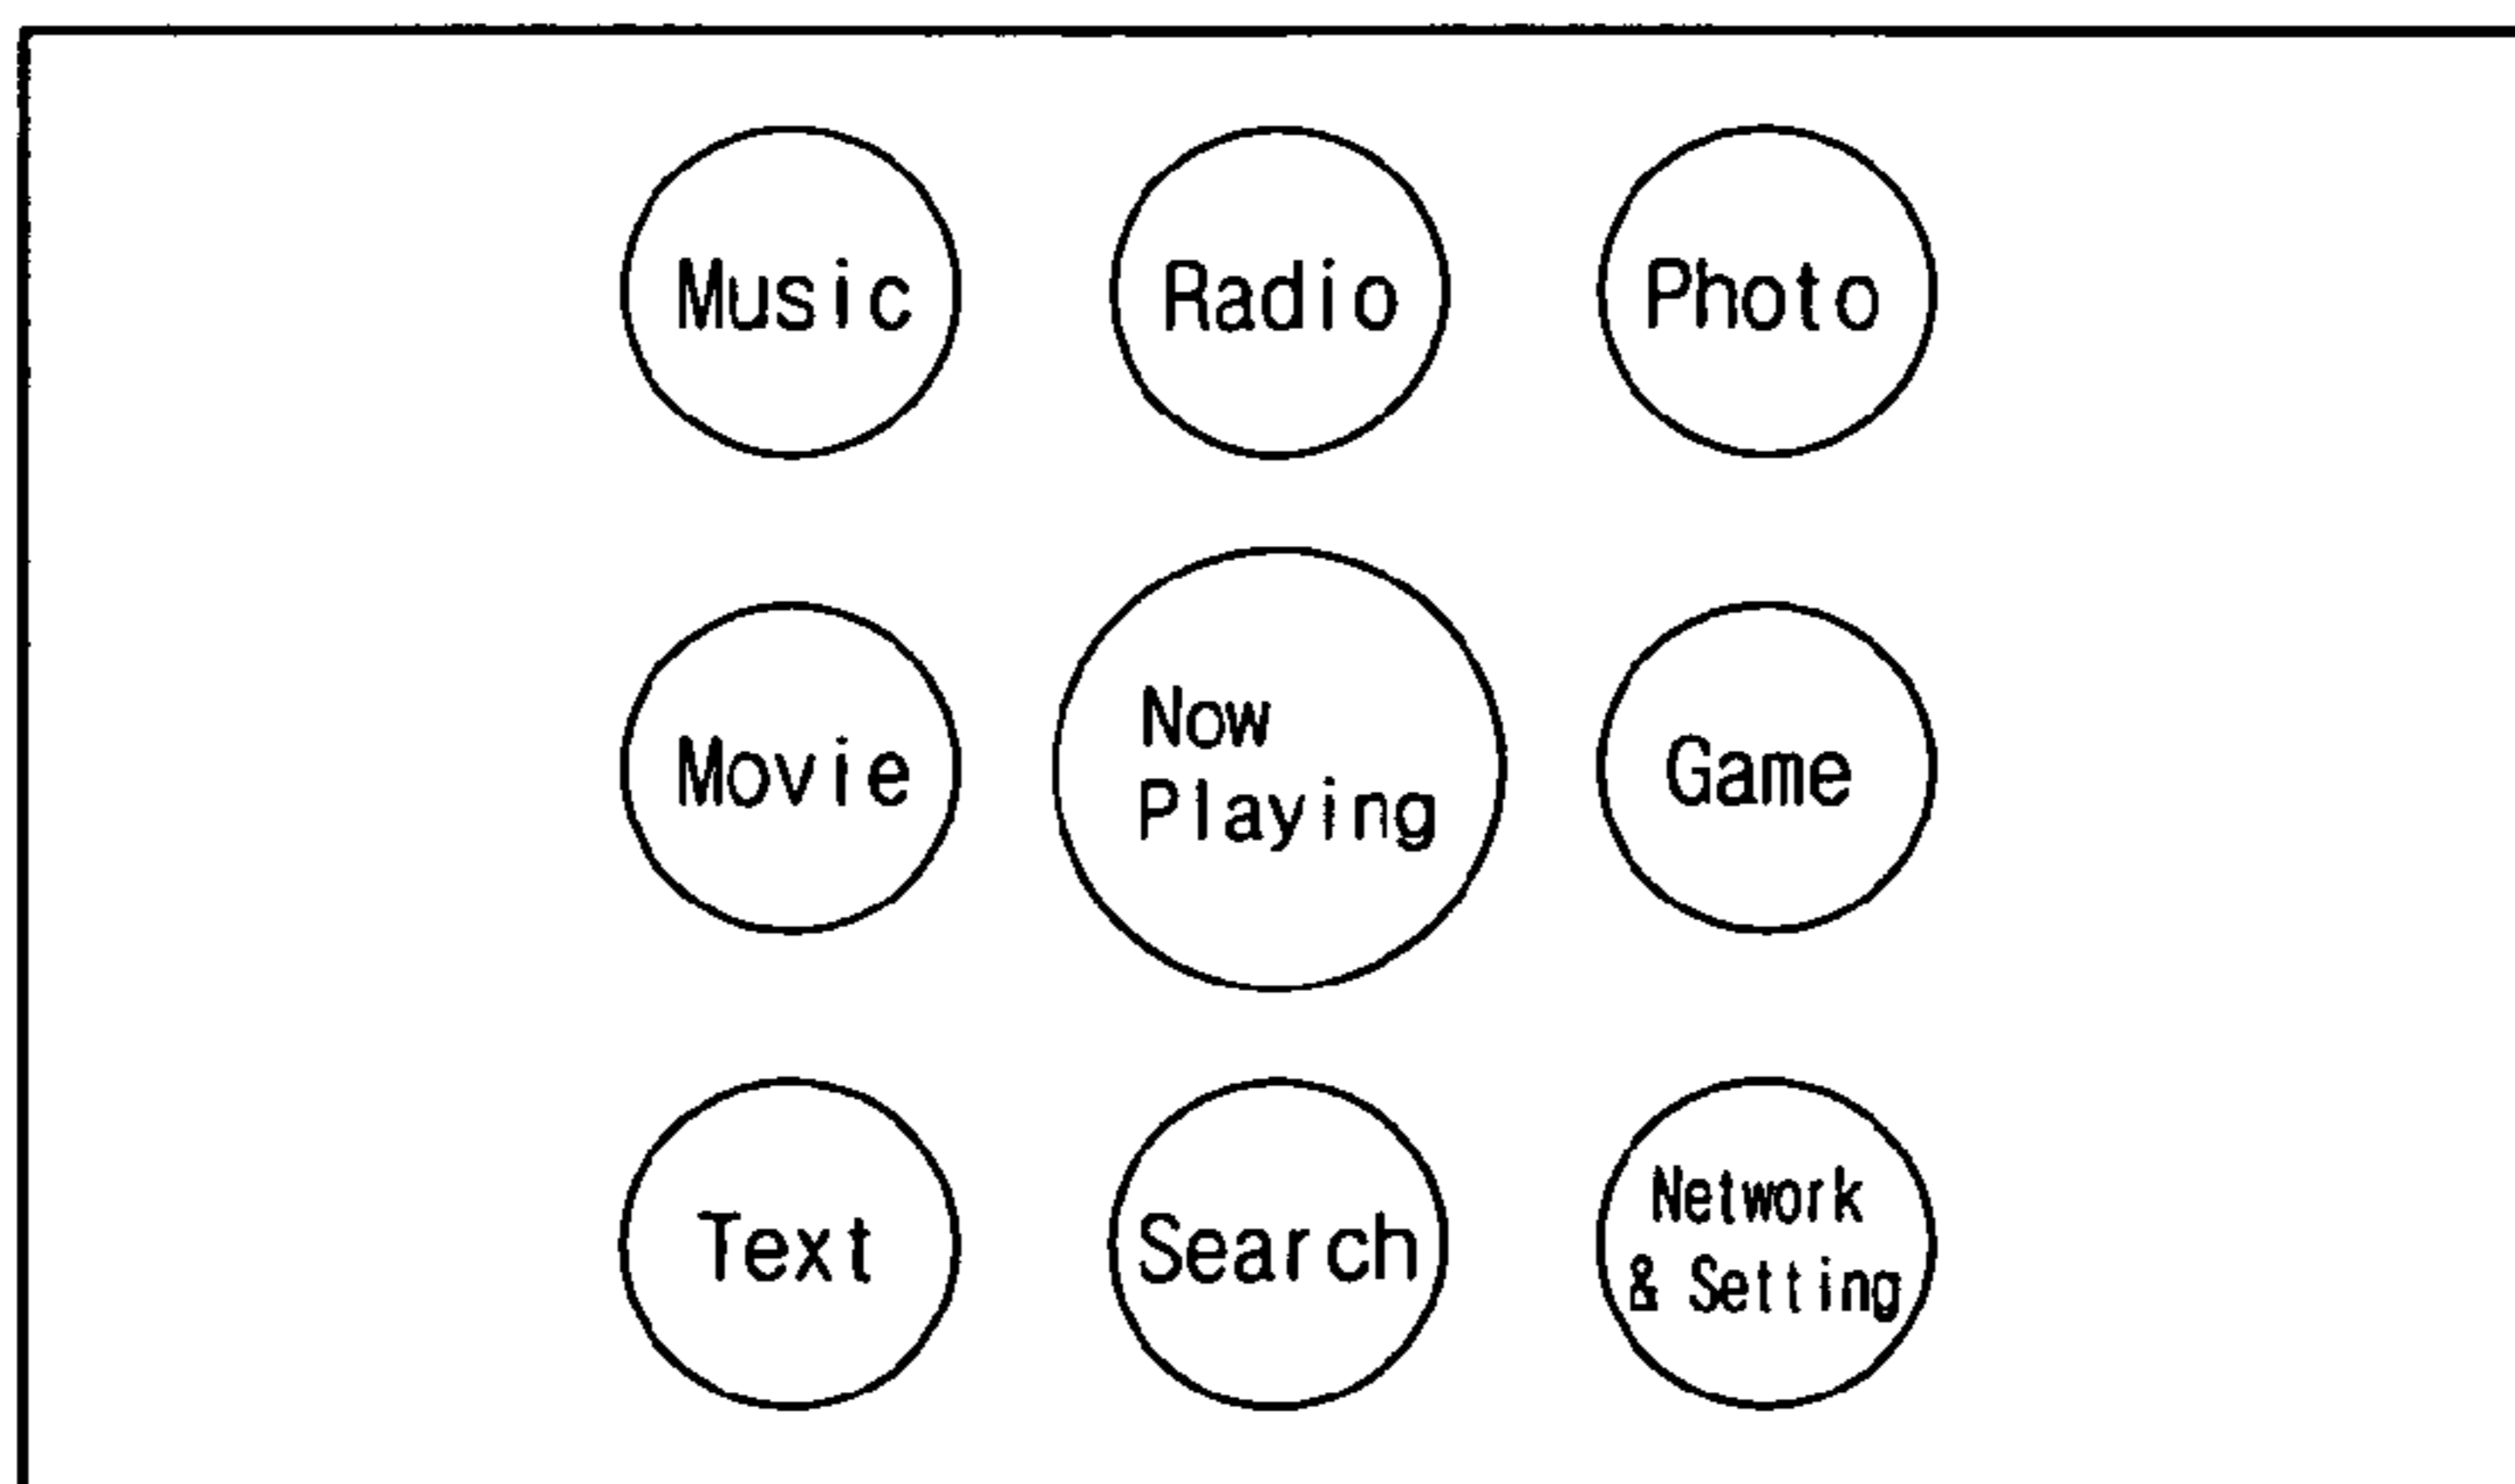 Music
Radio
Photo
Movie
Now
Playing
Game
Text
Search
Network
& Setting